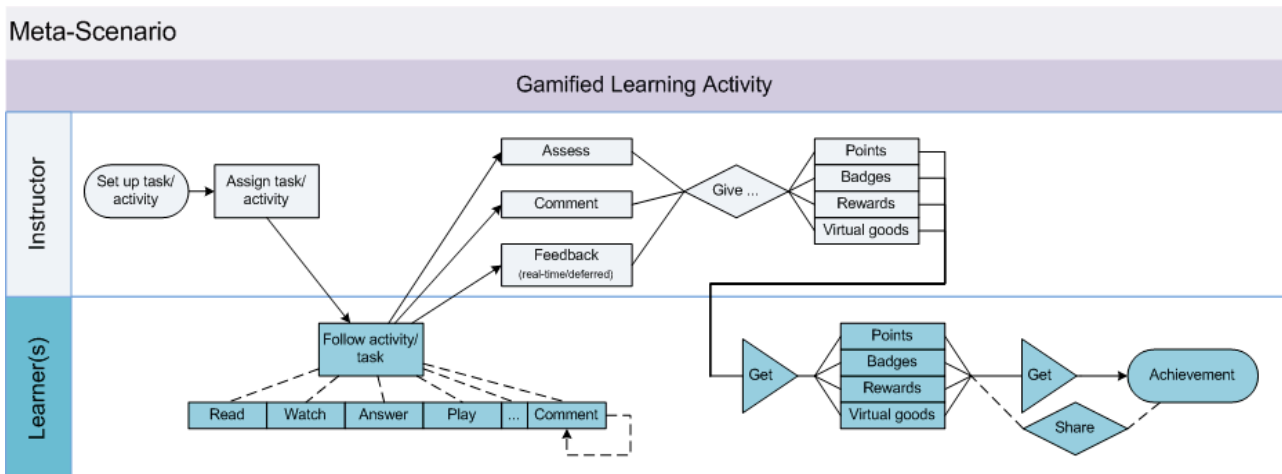 Meta-Scenario
Gamified Learning Activity
Instructor
Set up task/
activity
Assign task/
activity
Assess
Comment
Feedback
(real-time/deferred)
Give ...
Points
Badges
Rewards
Virtual goods
Learner(s)
Follow activity/
task
Read
Watch
Answer
Play
...
Comment
Get
Points
Badges
Rewards
Virtual goods
Get
Achievement
Share